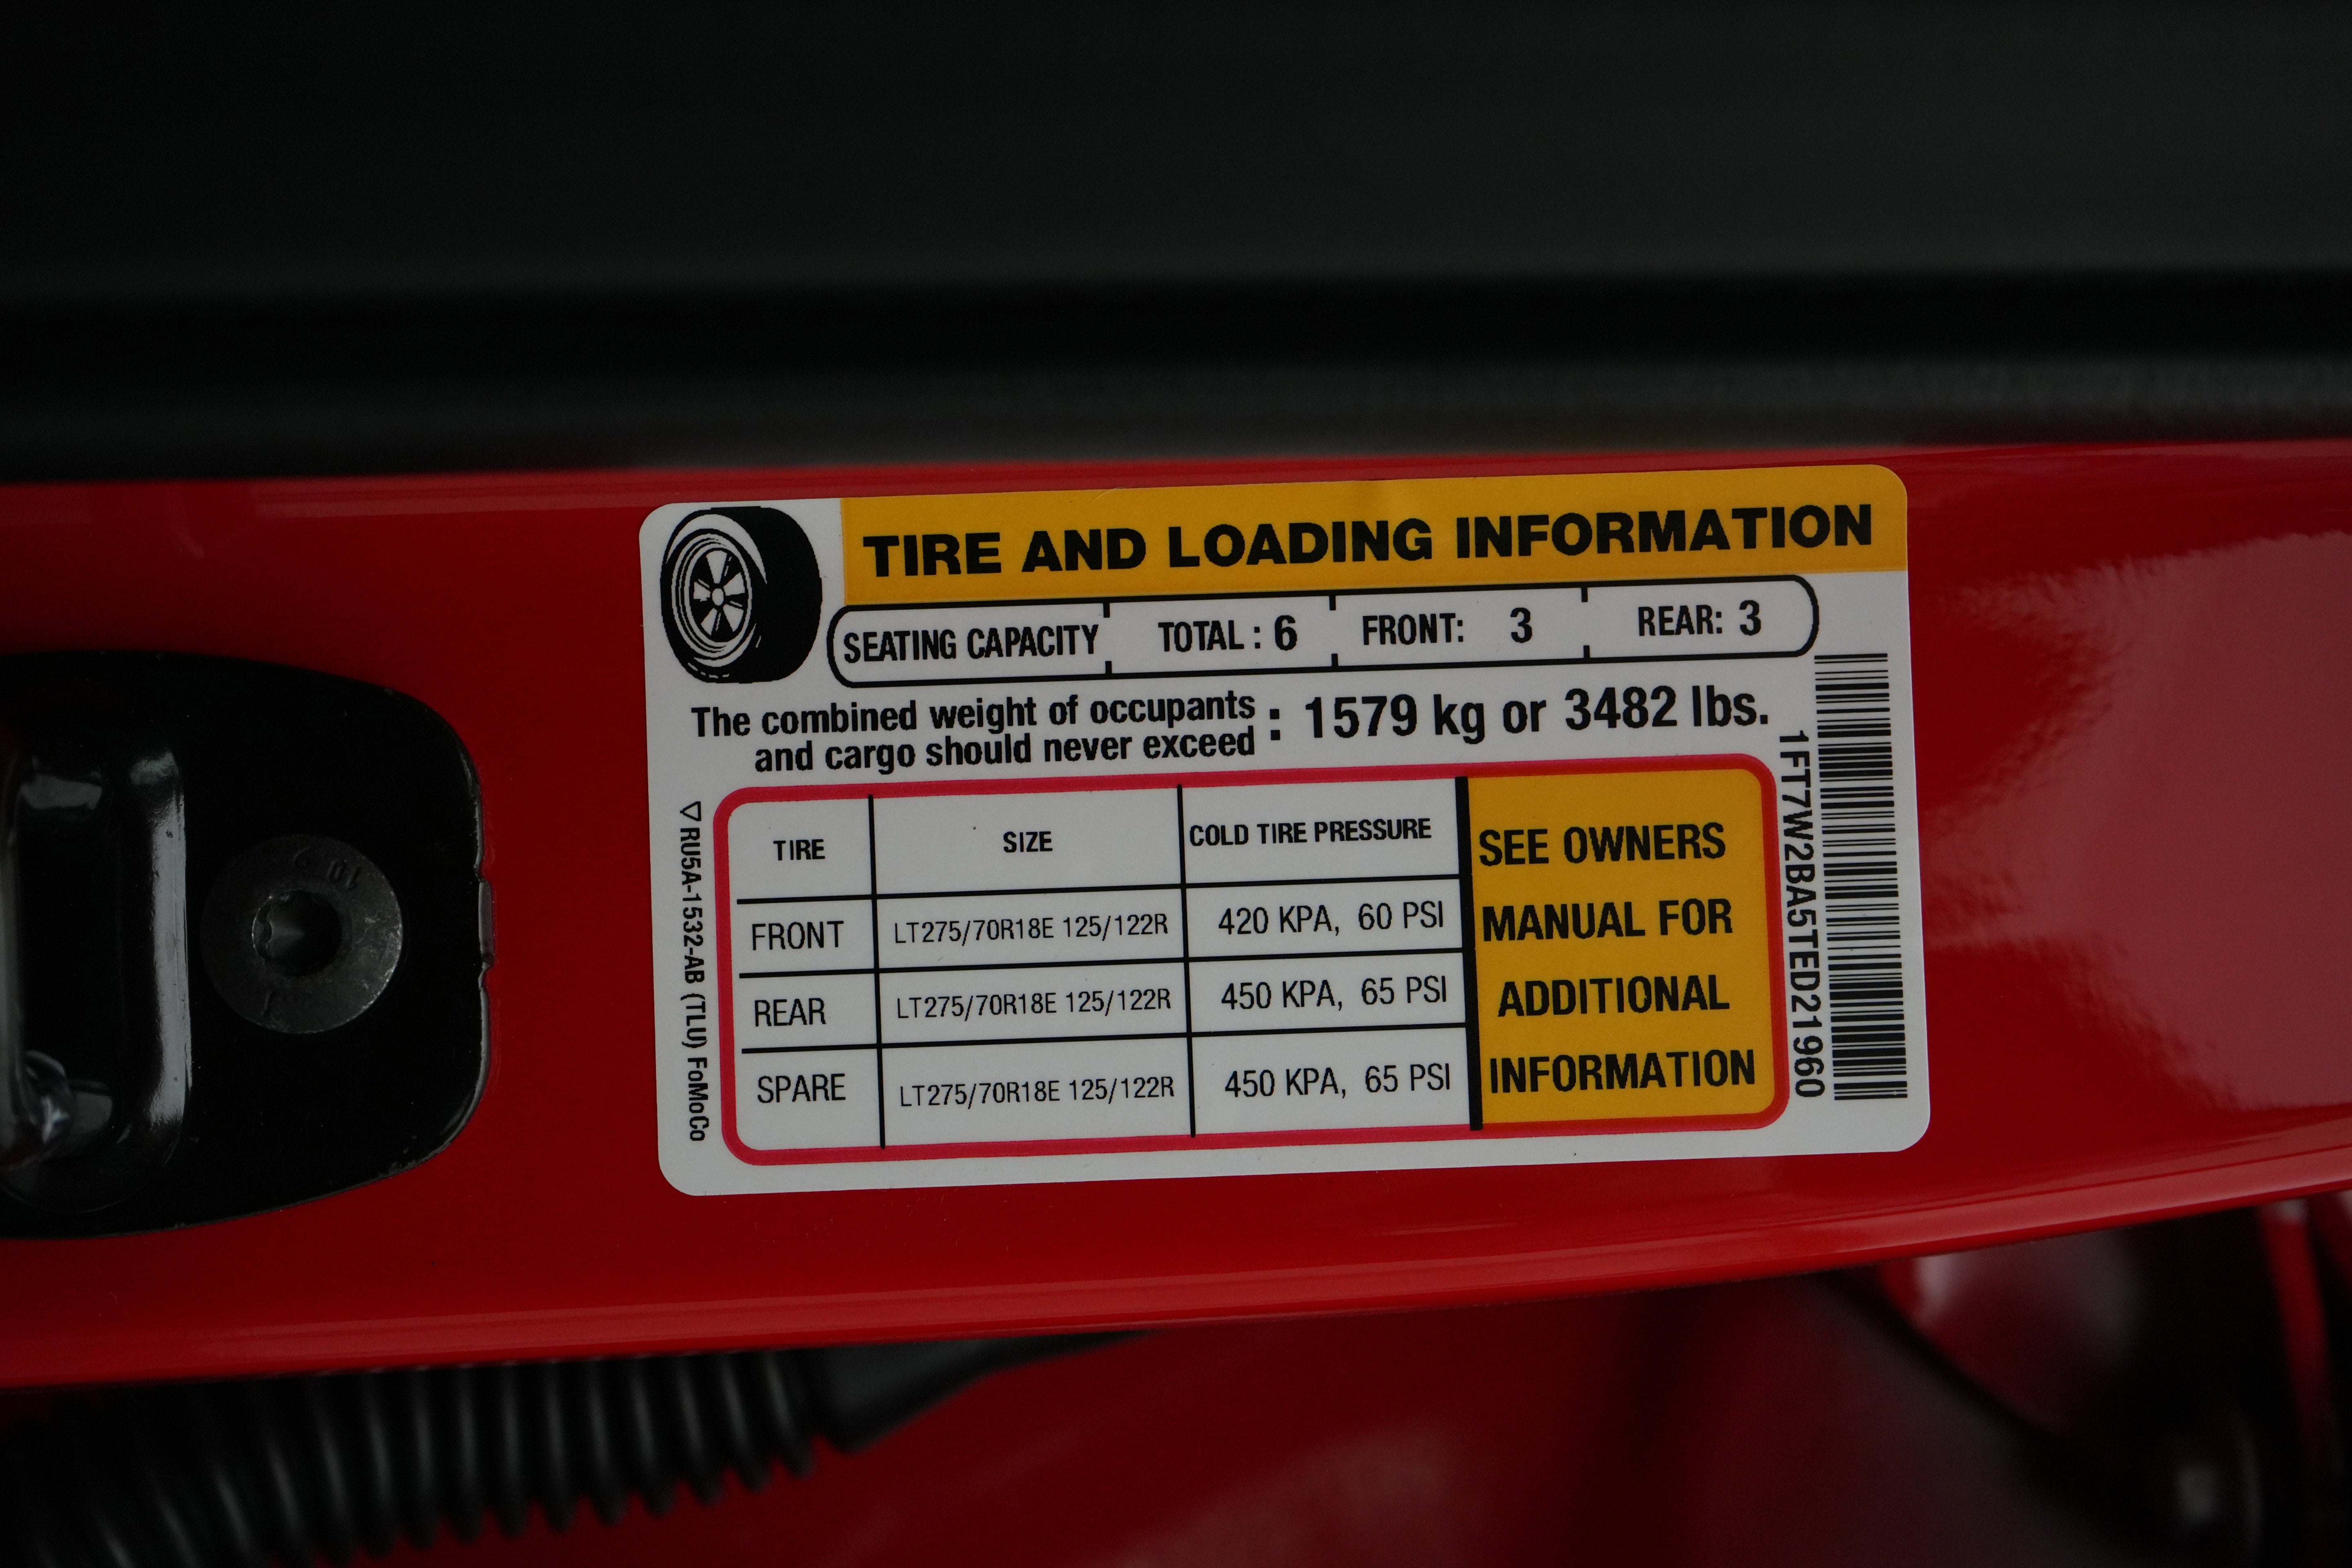 TIRE AND LOADING INFORMATION
SEATING CAPACITY TOTAL : 6 FRONT: 3 REAR: 3
The combined weight of occupants
and cargo should never exceed : 1579 kg or 3482 lbs.
TIRE SIZE COLD TIRE PRESSURE
FRONT LT275/70R18E 125/122R 420 KPA, 60 PSI
REAR LT275/70R18E 125/122R 450 KPA, 65 PSI
SPARE LT275/70R18E 125/122R 450 KPA, 65 PSI
SEE OWNERS
MANUAL FOR
ADDITIONAL
INFORMATION
1FT7W2BA5TED21960
RU5A-1532-AB (TLU) FoMoCo
10.9